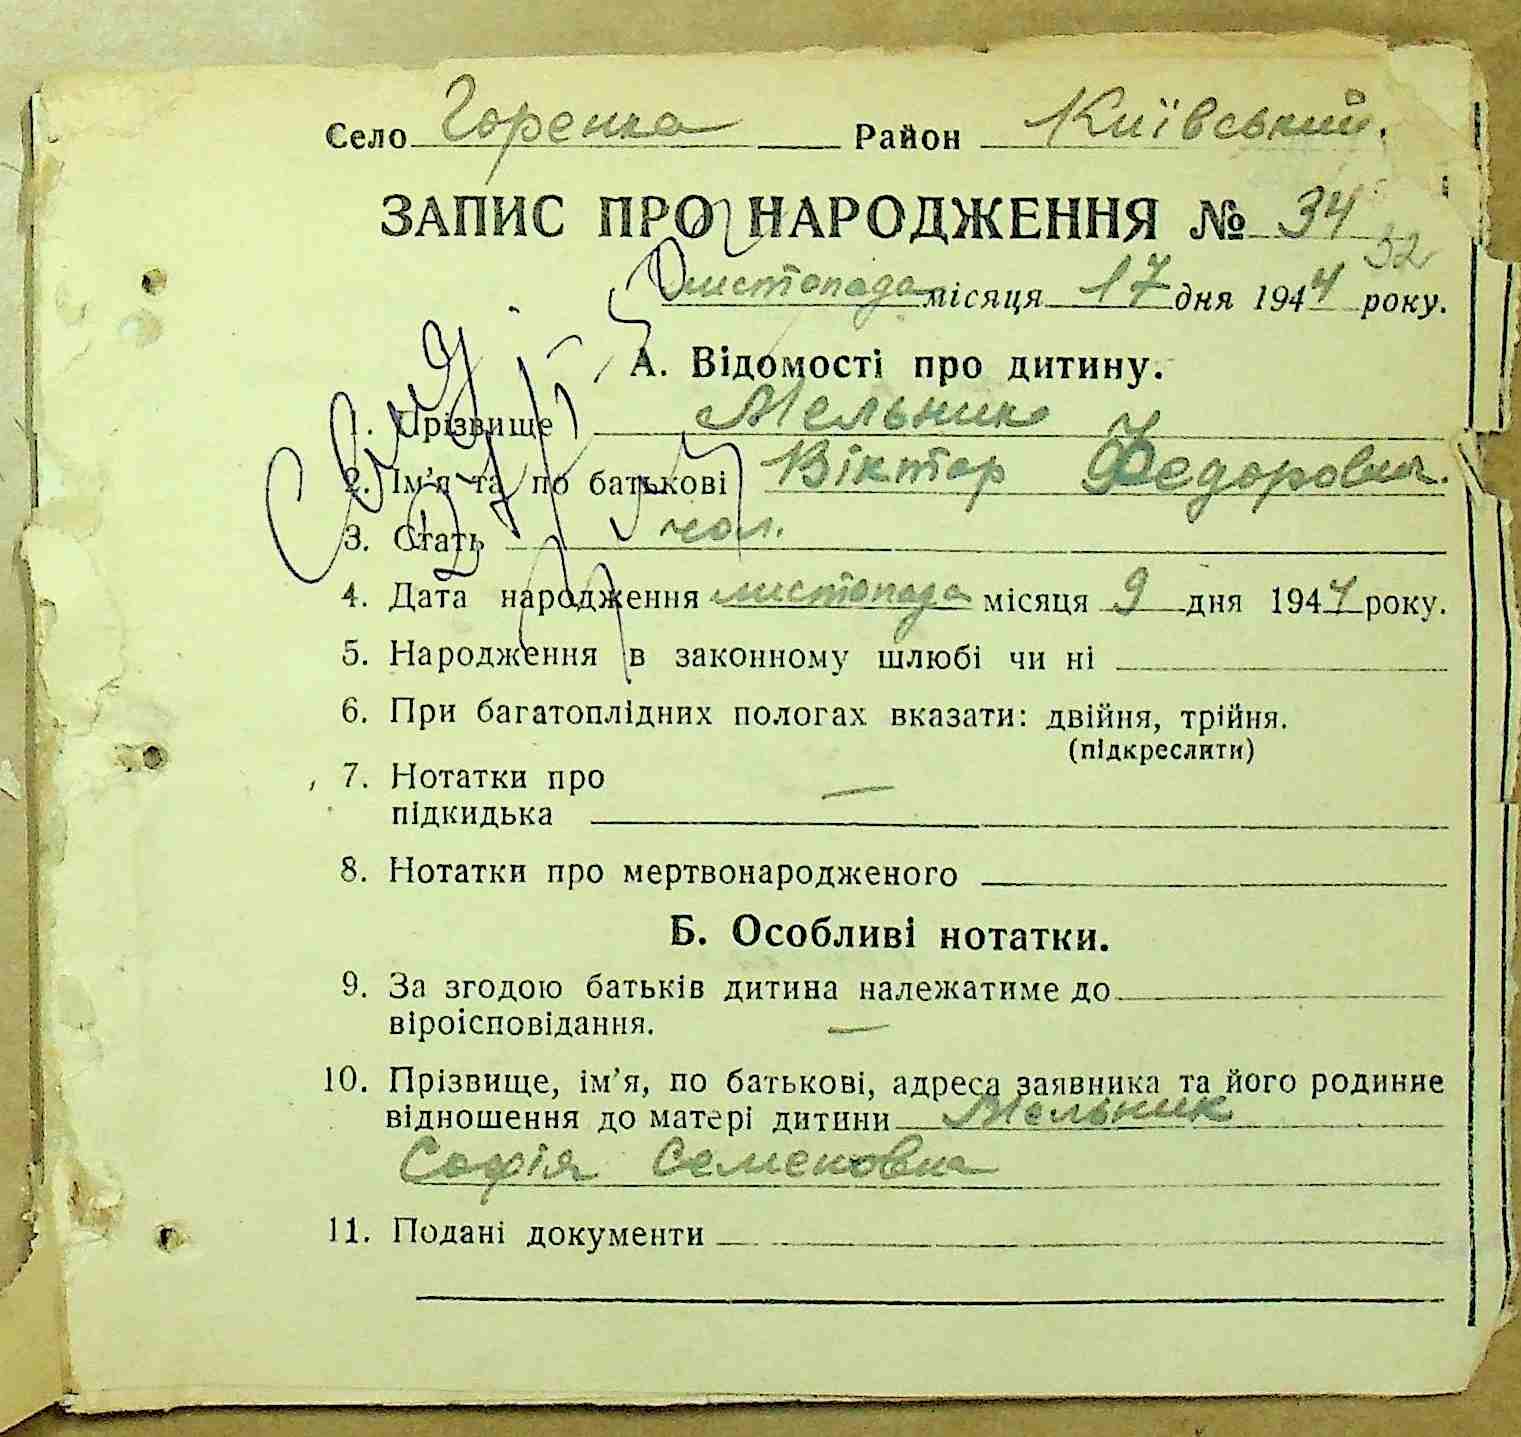 Село Горенка Район Київський.
ЗАПИС ПРО НАРОДЖЕННЯ № 34
32
листопада місяця 17 дня 1944 року.
А. Відомості про дитину.
1. Прізвище Мельник
2. Ім'я та по батькові Віктор Федорович.
3. Стать чол.
4. Дата народження листопада місяця 9 дня 1944 року.
5. Народження в законному шлюбі чи ні
6. При багатоплідних пологах вказати: двійня, трійня.
(підкреслити)
7. Нотатки про
підкидька —
8. Нотатки про мертвонародженого
Б. Особливі нотатки.
9. За згодою батьків дитина належатиме до
віроісповідання. —
10. Прізвище, ім'я, по батькові, адреса заявника та його родинне
відношення до матері дитини Мельник
Софія Семеновна
11. Подані документи